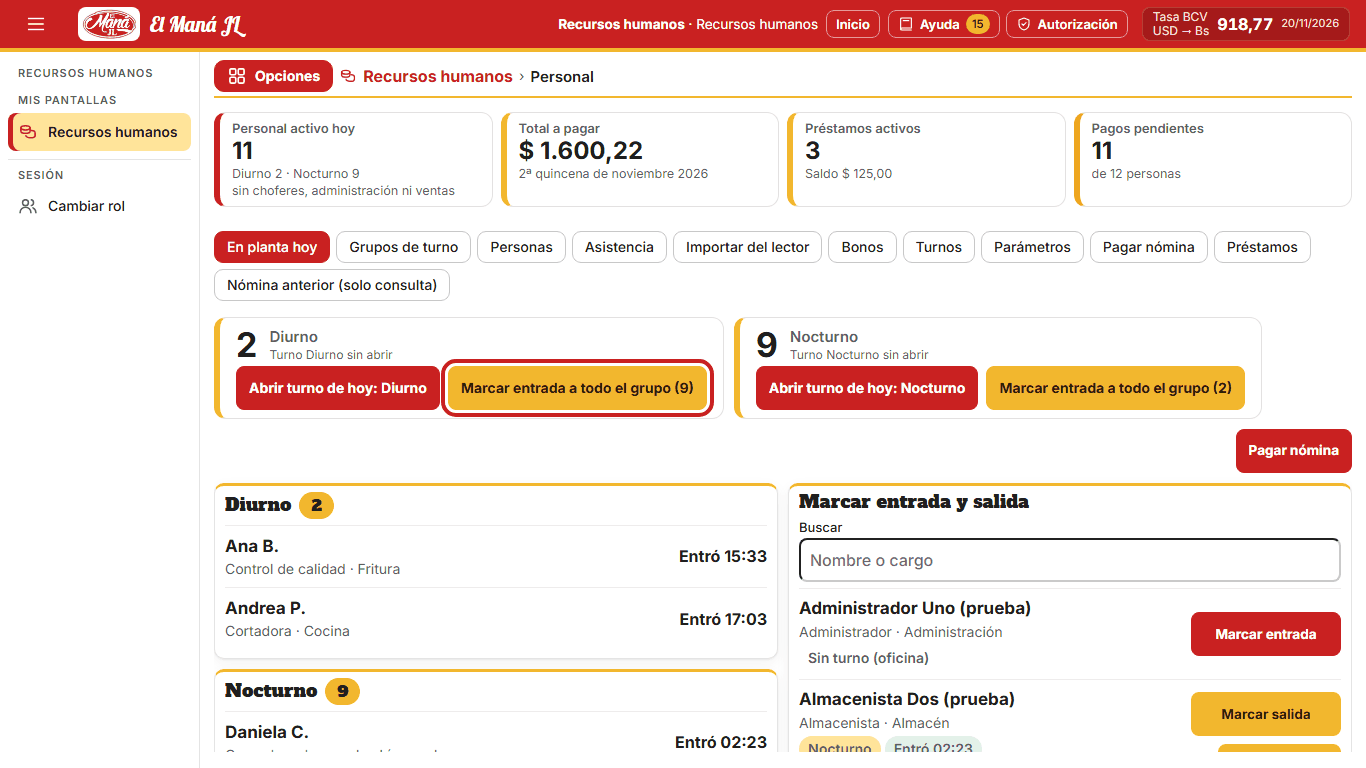 Maná
JL
El Maná JL
Recursos humanos · Recursos humanos
Inicio
Ayuda 15
Autorización
Tasa BCV
USD → Bs
918,77
20/11/2026
RECURSOS HUMANOS
MIS PANTALLAS
Recursos humanos
SESIÓN
Cambiar rol
Opciones
Recursos humanos › Personal
Personal activo hoy
11
Diurno 2 · Nocturno 9
sin choferes, administración ni ventas
Total a pagar
$ 1.600,22
2ª quincena de noviembre 2026
Préstamos activos
3
Saldo $ 125,00
Pagos pendientes
11
de 12 personas
En planta hoy
Grupos de turno
Personas
Asistencia
Importar del lector
Bonos
Turnos
Parámetros
Pagar nómina
Préstamos
Nómina anterior (solo consulta)
2
Diurno
Turno Diurno sin abrir
Abrir turno de hoy: Diurno
Marcar entrada a todo el grupo (9)
9
Nocturno
Turno Nocturno sin abrir
Abrir turno de hoy: Nocturno
Marcar entrada a todo el grupo (2)
Pagar nómina
Diurno 2
Ana B.
Control de calidad · Fritura
Entró 15:33
Andrea P.
Cortadora · Cocina
Entró 17:03
Nocturno 9
Daniela C.
Entró 02:23
Marcar entrada y salida
Buscar
Nombre o cargo
Administrador Uno (prueba)
Administrador · Administración
Sin turno (oficina)
Marcar entrada
Almacenista Dos (prueba)
Almacenista · Almacén
Nocturno
Entró 02:23
Marcar salida